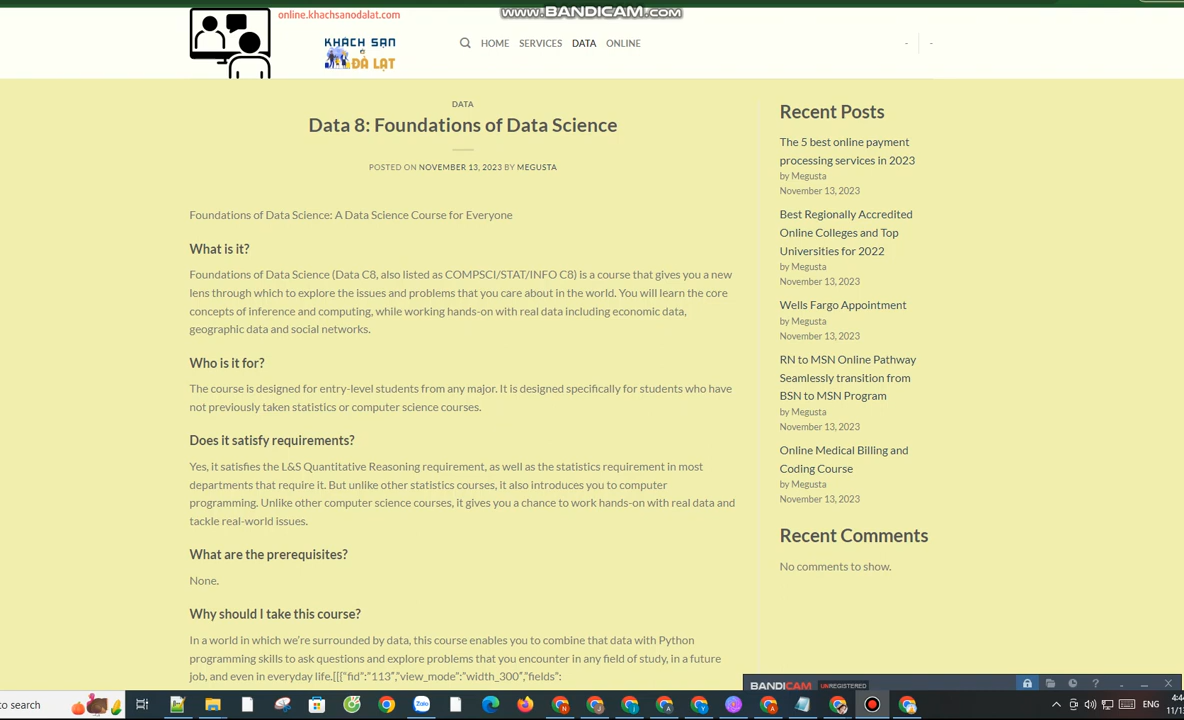 www.BANDICAM.com
online.khachsanodalat.com
KHÁCH SẠN
ĐÀ LẠT
HOME SERVICES DATA ONLINE
- -
DATA
Data 8: Foundations of Data Science
POSTED ON NOVEMBER 13, 2023 BY MEGUSTA
Foundations of Data Science: A Data Science Course for Everyone
What is it?
Foundations of Data Science (Data C8, also listed as COMPSCI/STAT/INFO C8) is a course that gives you a new
lens through which to explore the issues and problems that you care about in the world. You will learn the core
concepts of inference and computing, while working hands-on with real data including economic data,
geographic data and social networks.
Who is it for?
The course is designed for entry-level students from any major. It is designed specifically for students who have
not previously taken statistics or computer science courses.
Does it satisfy requirements?
Yes, it satisfies the L&S Quantitative Reasoning requirement, as well as the statistics requirement in most
departments that require it. But unlike other statistics courses, it also introduces you to computer
programming. Unlike other computer science courses, it gives you a chance to work hands-on with real data and
tackle real-world issues.
What are the prerequisites?
None.
Why should I take this course?
In a world in which we’re surrounded by data, this course enables you to combine that data with Python
programming skills to ask questions and explore problems that you encounter in any field of study, in a future
job, and even in everyday life.[[[“fid”:”113″,”view_mode”:”width_300″,”fields”:
Recent Posts
The 5 best online payment
processing services in 2023
by Megusta
November 13, 2023
Best Regionally Accredited
Online Colleges and Top
Universities for 2022
by Megusta
November 13, 2023
Wells Fargo Appointment
by Megusta
November 13, 2023
RN to MSN Online Pathway
Seamlessly transition from
BSN to MSN Program
by Megusta
November 13, 2023
Online Medical Billing and
Coding Course
by Megusta
November 13, 2023
Recent Comments
No comments to show.
BANDICAM UNREGISTERED
to search
Zalo
ENG
4:4
11/13